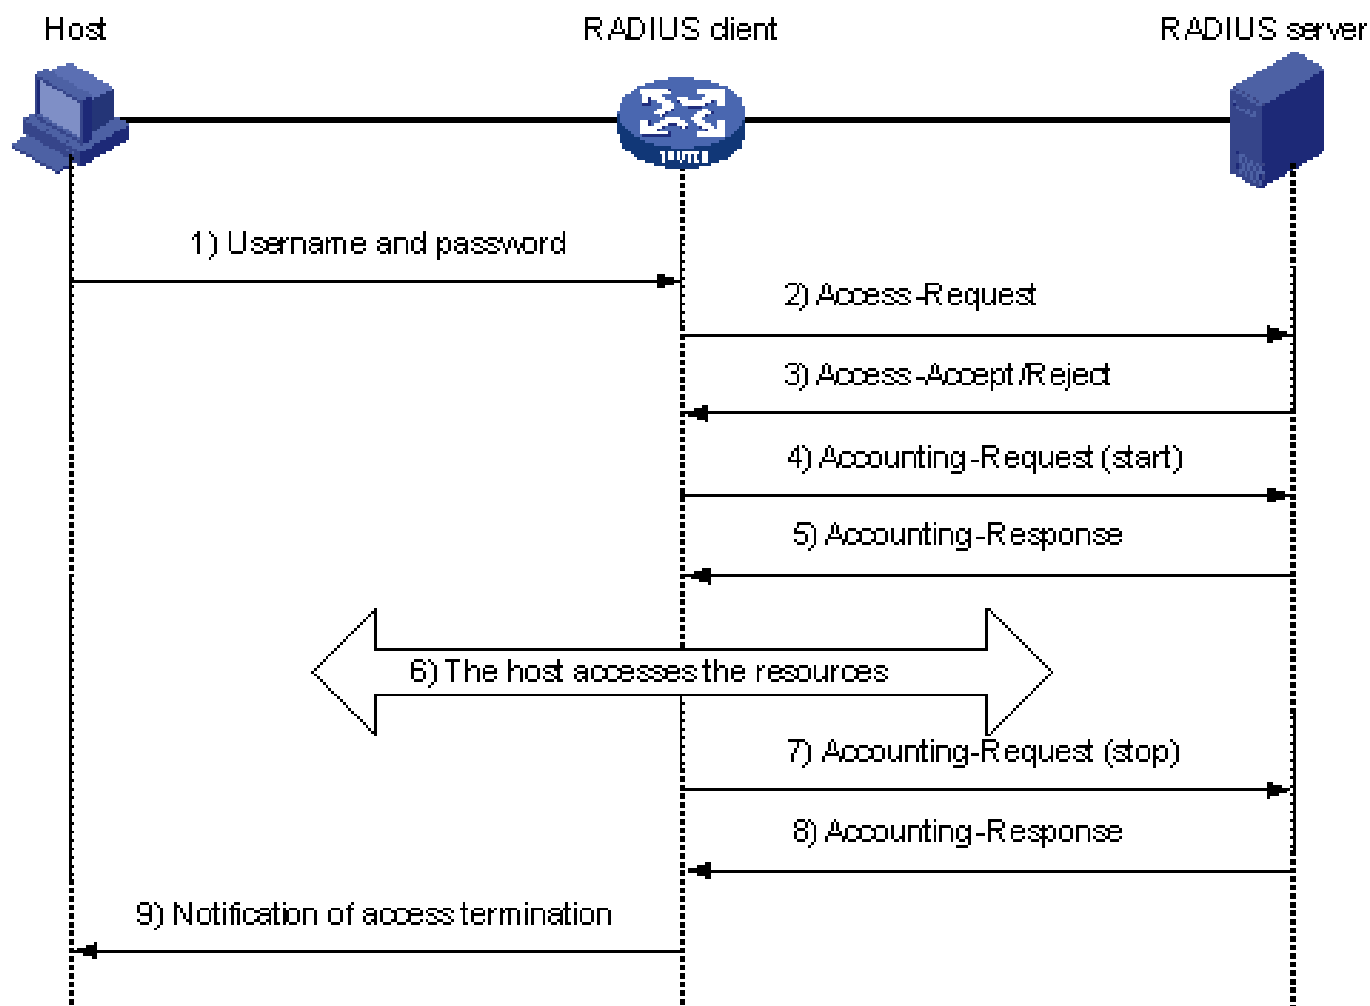 Host
RADIUS client
RADIUS server
1) Username and password
2) Access-Request
3) Access-Accept/Reject
4) Accounting-Request (start)
5) Accounting-Response
6) The host accesses the resources
7) Accounting-Request (stop)
8) Accounting-Response
9) Notification of access termination